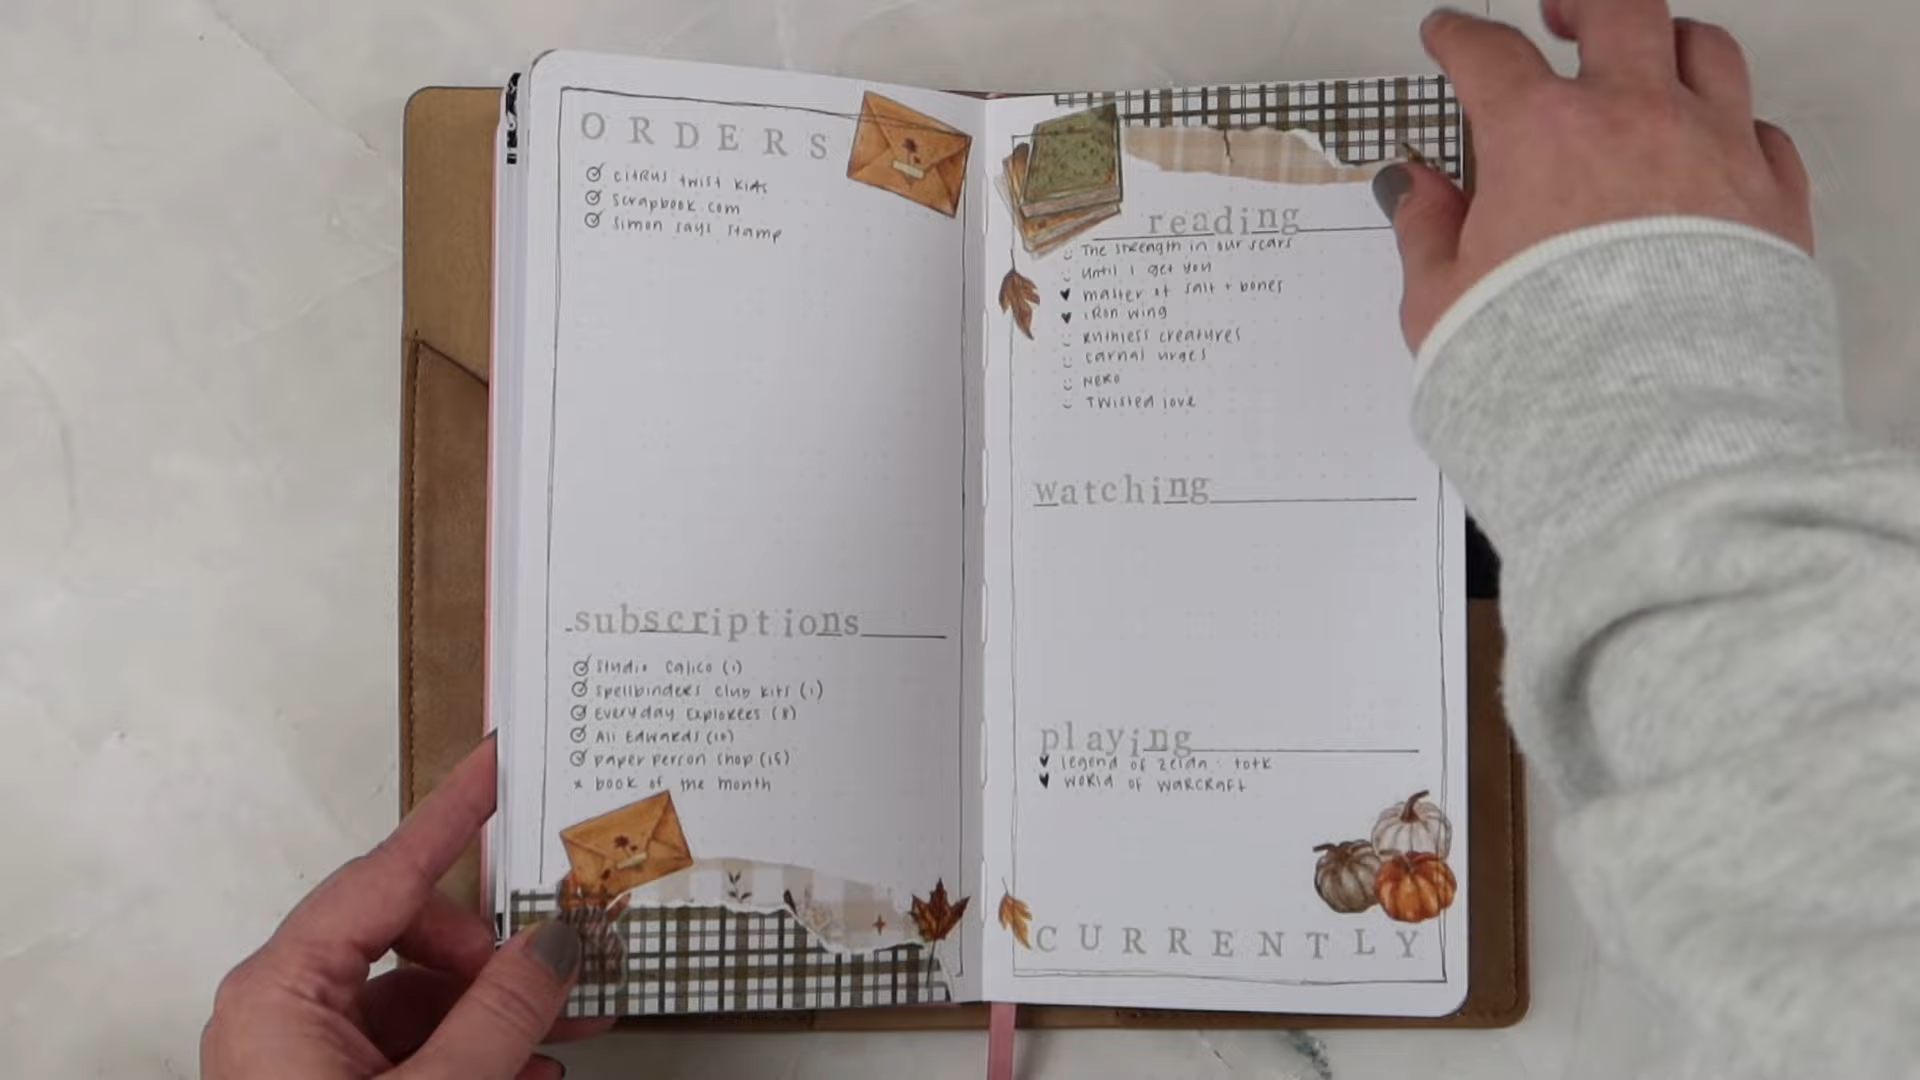 ORDERS
citrus twist kits
scrapbook.com
simon says stamp
subscriptions
studio calico (1)
spellbinders club kits (1)
Everyday Explorers (8)
Ali Edwards (10)
paper person shop (15)
x book of the month
reading
The strength in our scars
until i get you
master of salt + bones
iron wing
Ruthless creatures
carnal urges
NERO
Twisted love
watching
playing
legend of zelda: totk
world of warcraft
CURRENTLY